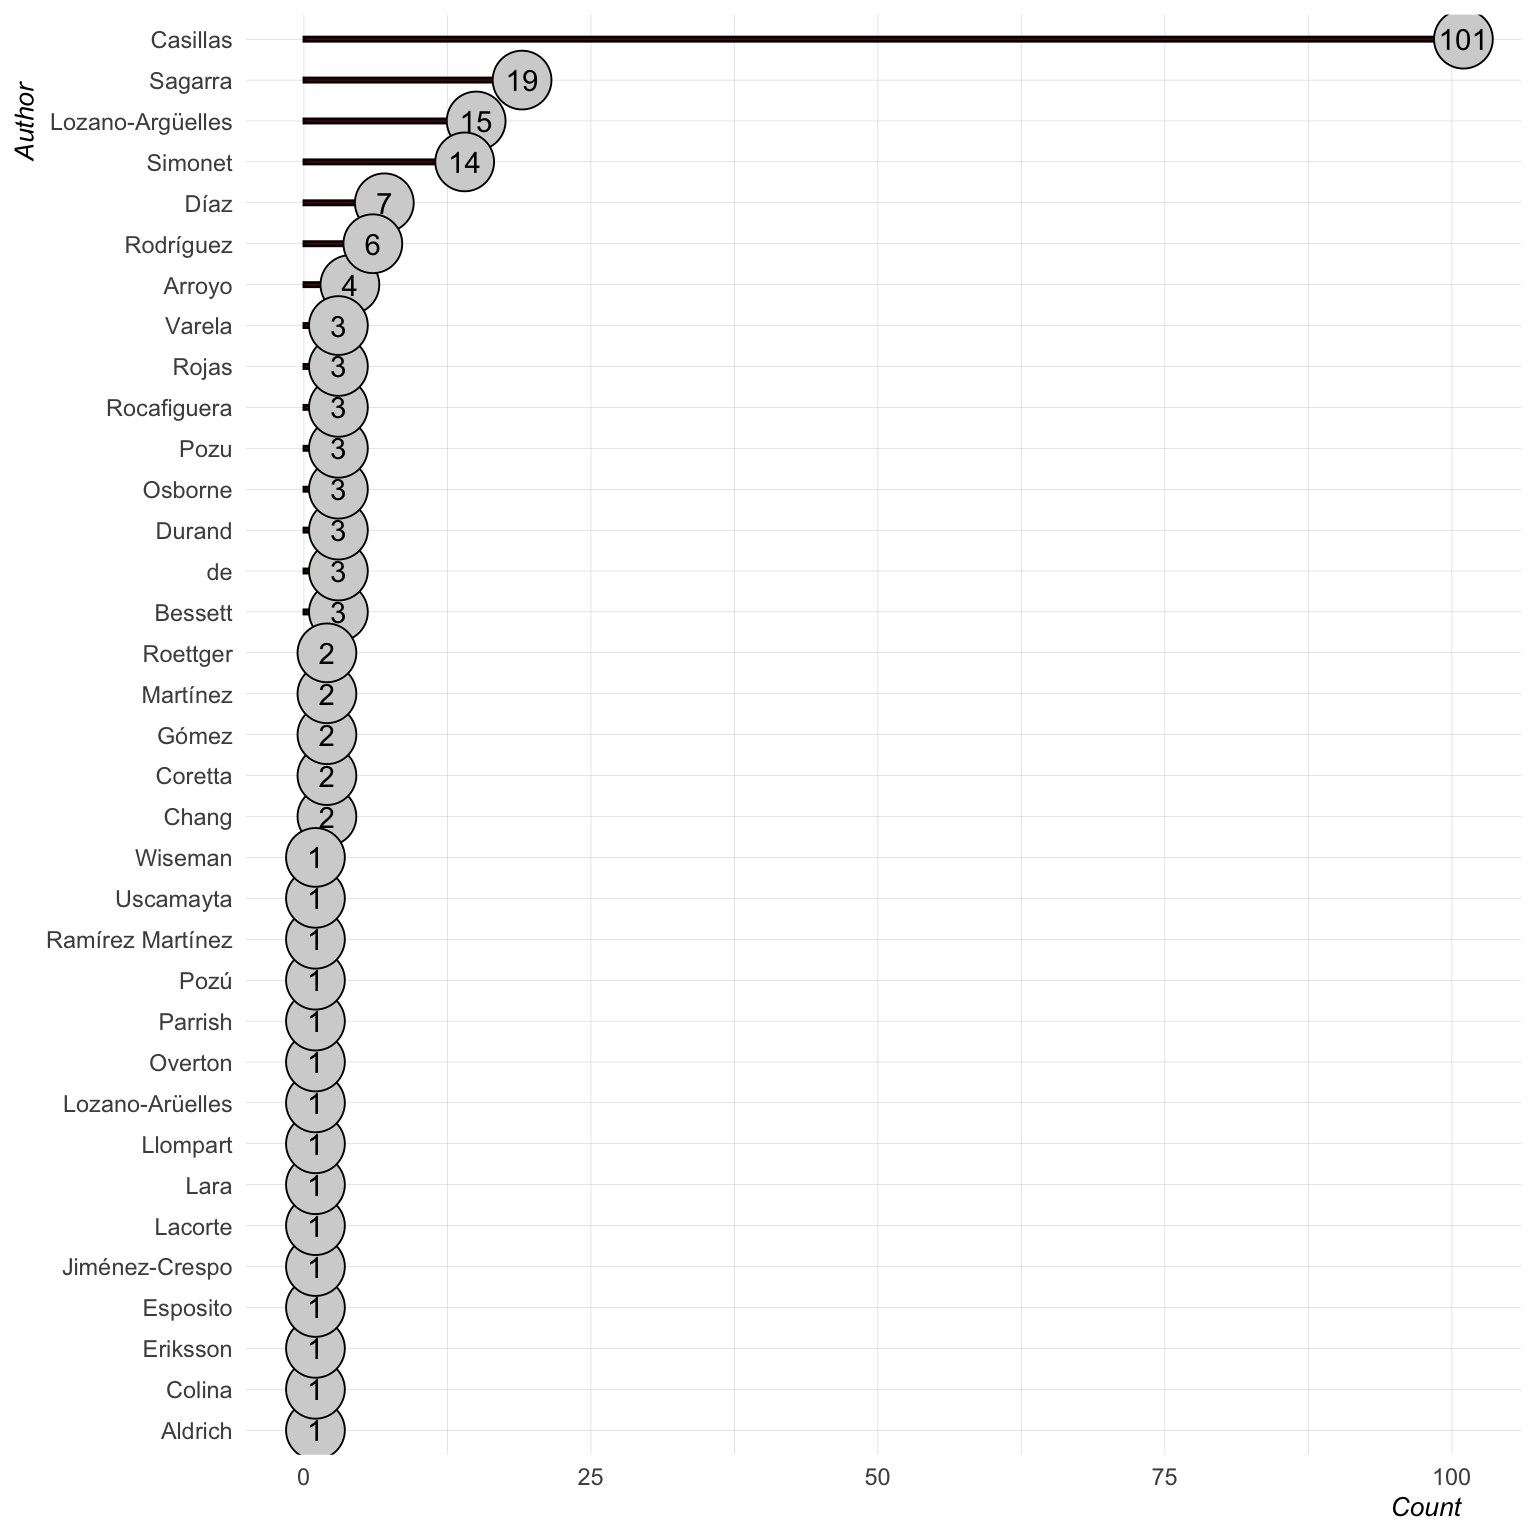 Author
Casillas 101
Sagarra 19
Lozano-Argüelles 15
Simonet 14
Díaz 7
Rodríguez 6
Arroyo 4
Varela 3
Rojas 3
Rocafiguera 3
Pozu 3
Osborne 3
Durand 3
de 3
Bessett 3
Roettger 2
Martínez 2
Gómez 2
Coretta 2
Chang 2
Wiseman 1
Uscamayta 1
Ramírez Martínez 1
Pozú 1
Parrish 1
Overton 1
Lozano-Arüelles 1
Llompart 1
Lara 1
Lacorte 1
Jiménez-Crespo 1
Esposito 1
Eriksson 1
Colina 1
Aldrich 1
0 25 50 75 100
Count